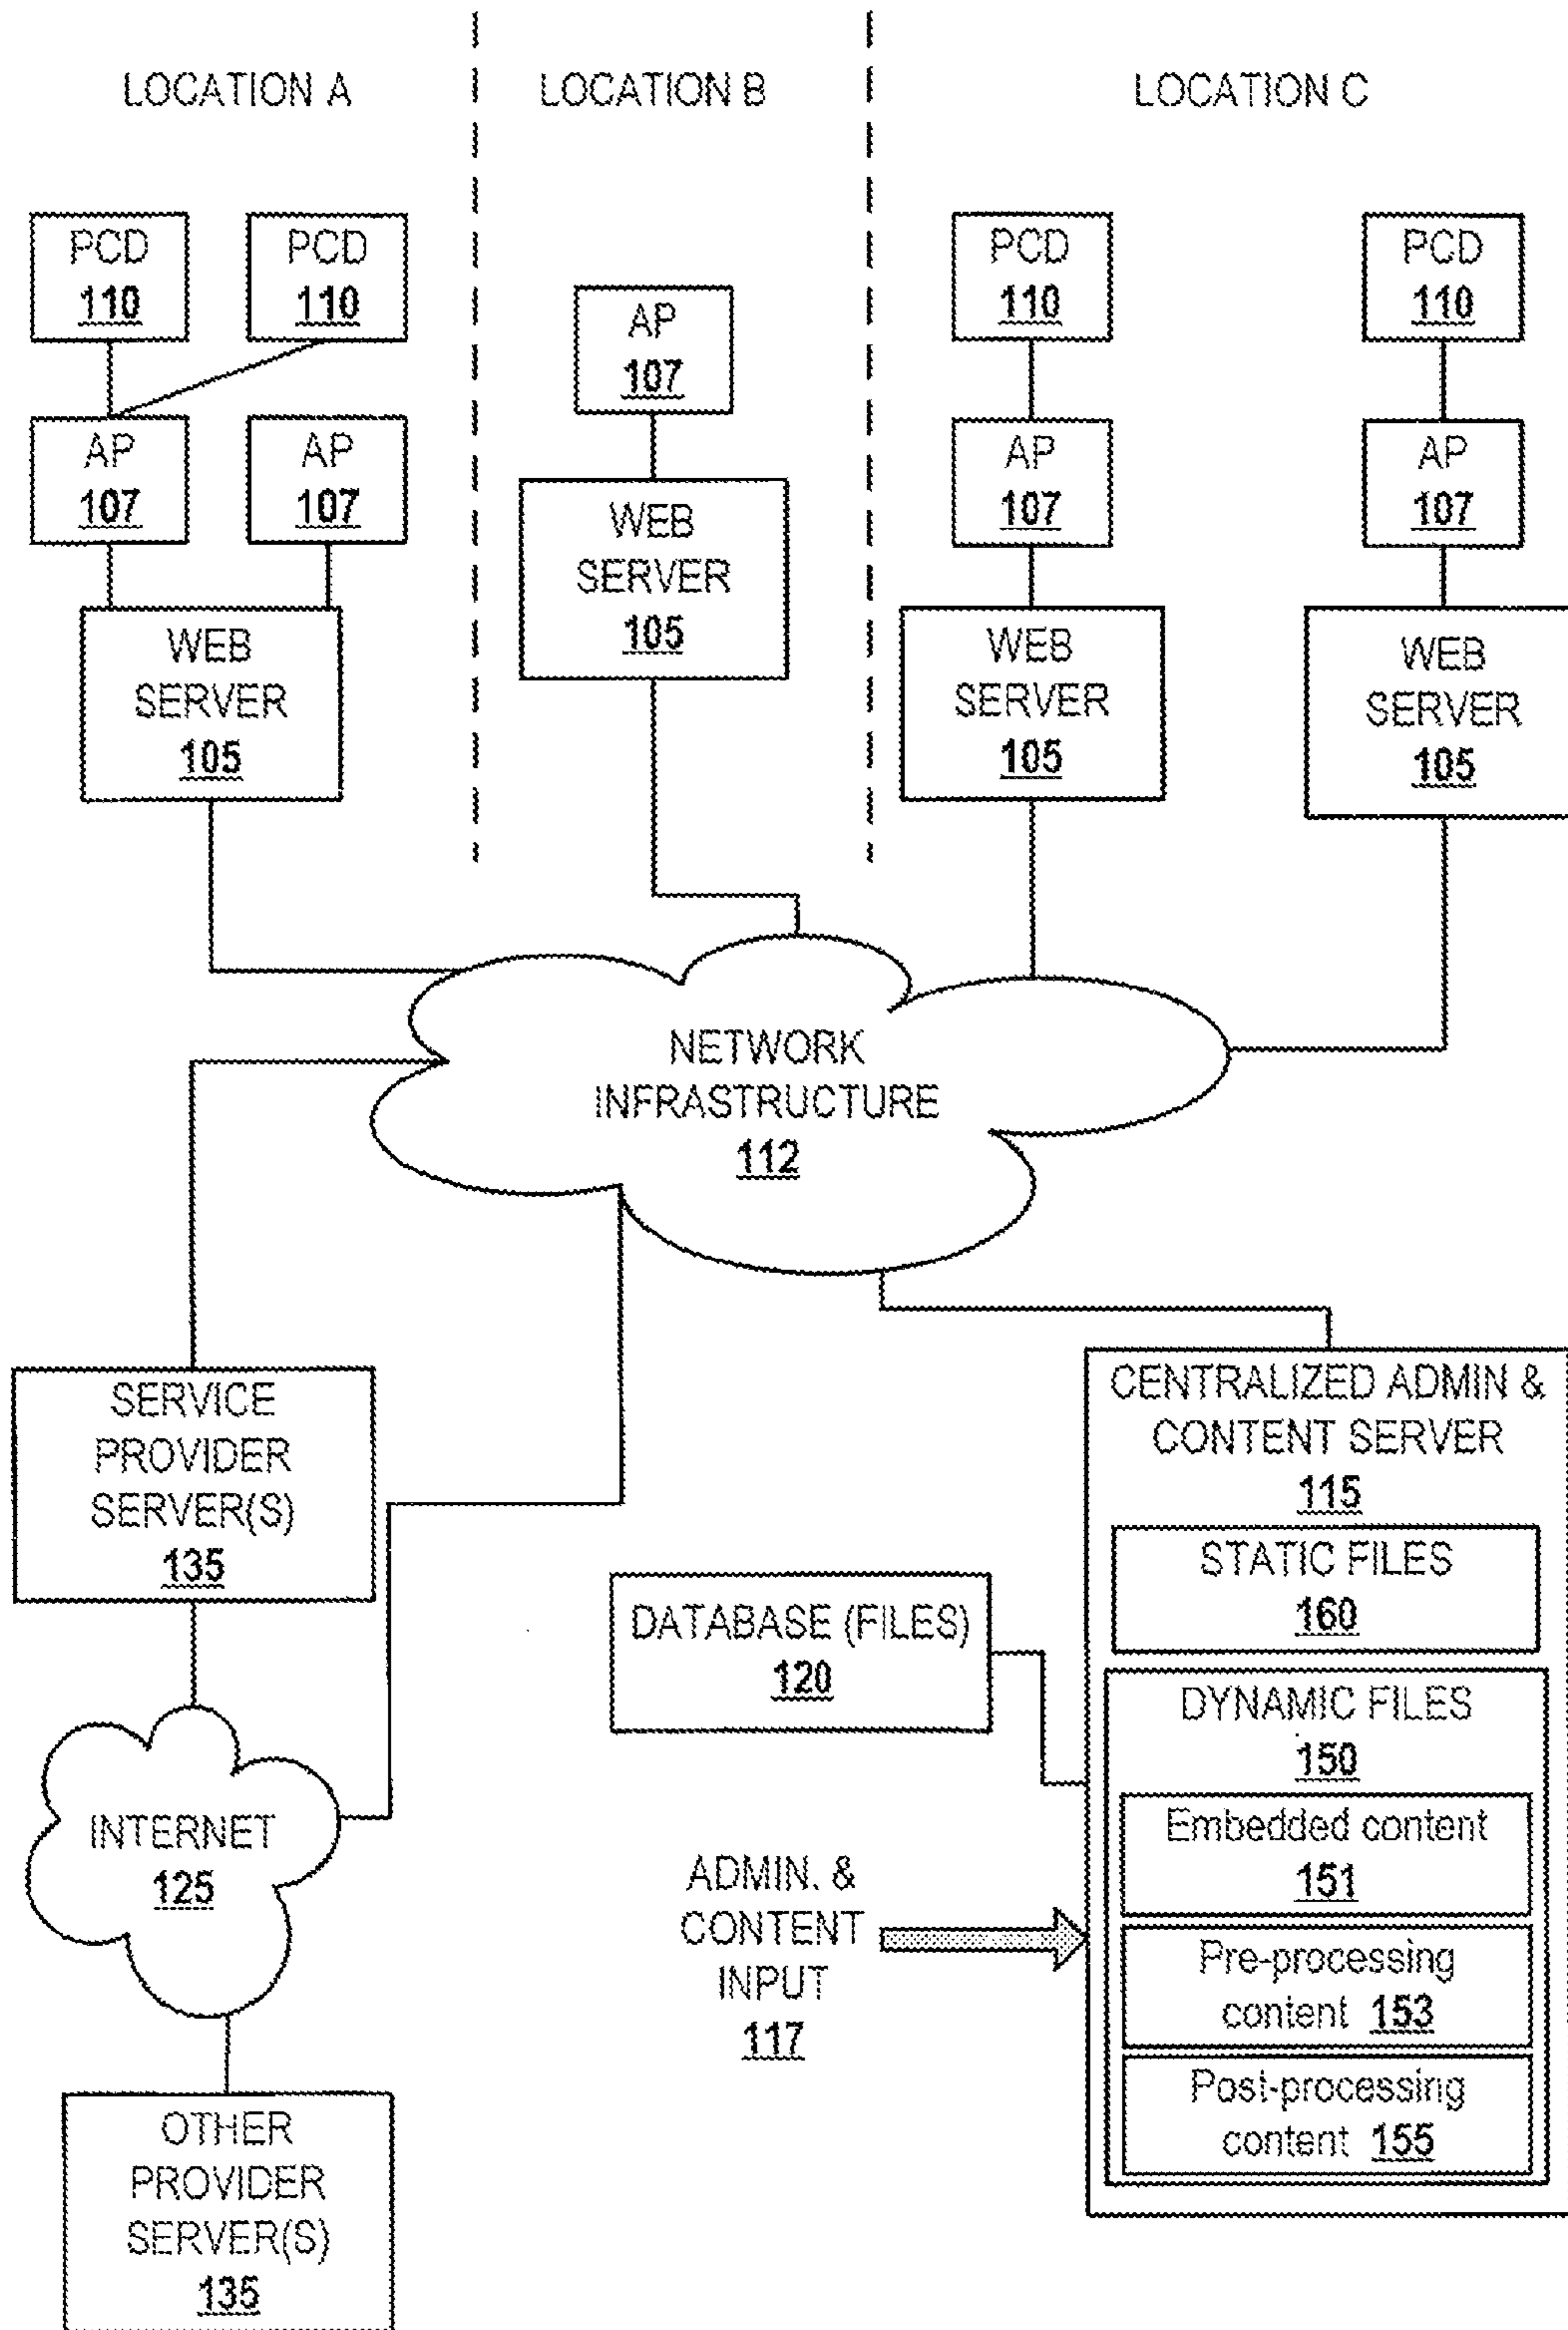 LOCATION A
LOCATION B
LOCATION C
PCD
110
PCD
110
AP
107
AP
107
WEB
SERVER
105
AP
107
WEB
SERVER
105
PCD
110
AP
107
WEB
SERVER
105
PCD
110
AP
107
WEB
SERVER
105
NETWORK
INFRASTRUCTURE
112
SERVICE
PROVIDER
SERVER(S)
135
INTERNET
125
OTHER
PROVIDER
SERVER(S)
135
DATABASE (FILES)
120
ADMIN. &
CONTENT
INPUT
117
CENTRALIZED ADMIN &
CONTENT SERVER
115
STATIC FILES
160
DYNAMIC FILES
150
Embedded content
151
Pre-processing
content 153
Post-processing
content 155